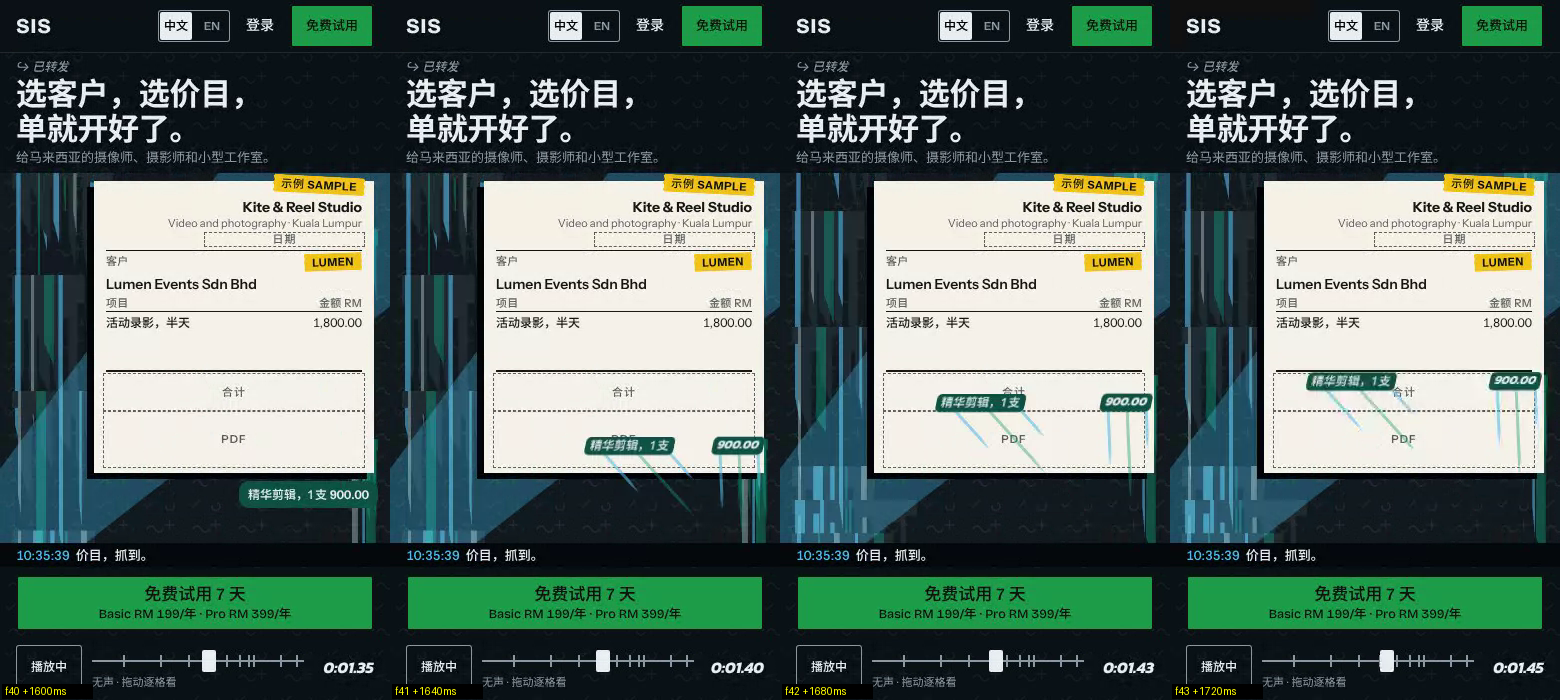 SIS 中文 EN 登录 免费试用
↪ 已转发
选客户，选价目，
单就开好了。
给马来西亚的摄像师、摄影师和小型工作室。
示例 SAMPLE
Kite & Reel Studio
Video and photography · Kuala Lumpur
日期
客户 LUMEN
Lumen Events Sdn Bhd
项目 金额 RM
活动录影，半天 1,800.00
合计
PDF
精华剪辑，1支 900.00
10:35:39 价目，抓到。
免费试用 7 天
Basic RM 199/年 · Pro RM 399/年
播放中 0:01.35
无声 · 拖动逐格看
f40 +1600ms
SIS 中文 EN 登录 免费试用
↪ 已转发
选客户，选价目，
单就开好了。
给马来西亚的摄像师、摄影师和小型工作室。
示例 SAMPLE
Kite & Reel Studio
Video and photography · Kuala Lumpur
日期
客户 LUMEN
Lumen Events Sdn Bhd
项目 金额 RM
活动录影，半天 1,800.00
合计
PDF
精华剪辑，1支 900.00
10:35:39 价目，抓到。
免费试用 7 天
Basic RM 199/年 · Pro RM 399/年
播放中 0:01.40
无声 · 拖动逐格看
f41 +1640ms
SIS 中文 EN 登录 免费试用
↪ 已转发
选客户，选价目，
单就开好了。
给马来西亚的摄像师、摄影师和小型工作室。
示例 SAMPLE
Kite & Reel Studio
Video and photography · Kuala Lumpur
日期
客户 LUMEN
Lumen Events Sdn Bhd
项目 金额 RM
活动录影，半天 1,800.00
合计
精华剪辑，1支 900.00
PDF
10:35:39 价目，抓到。
免费试用 7 天
Basic RM 199/年 · Pro RM 399/年
播放中 0:01.43
无声 · 拖动逐格看
f42 +1680ms
SIS 中文 EN 登录 免费试用
↪ 已转发
选客户，选价目，
单就开好了。
给马来西亚的摄像师、摄影师和小型工作室。
示例 SAMPLE
Kite & Reel Studio
Video and photography · Kuala Lumpur
日期
客户 LUMEN
Lumen Events Sdn Bhd
项目 金额 RM
活动录影，半天 1,800.00
精华剪辑，1支 900.00
合计
PDF
10:35:39 价目，抓到。
免费试用 7 天
Basic RM 199/年 · Pro RM 399/年
播放中 0:01.45
无声 · 拖动逐格看
f43 +1720ms